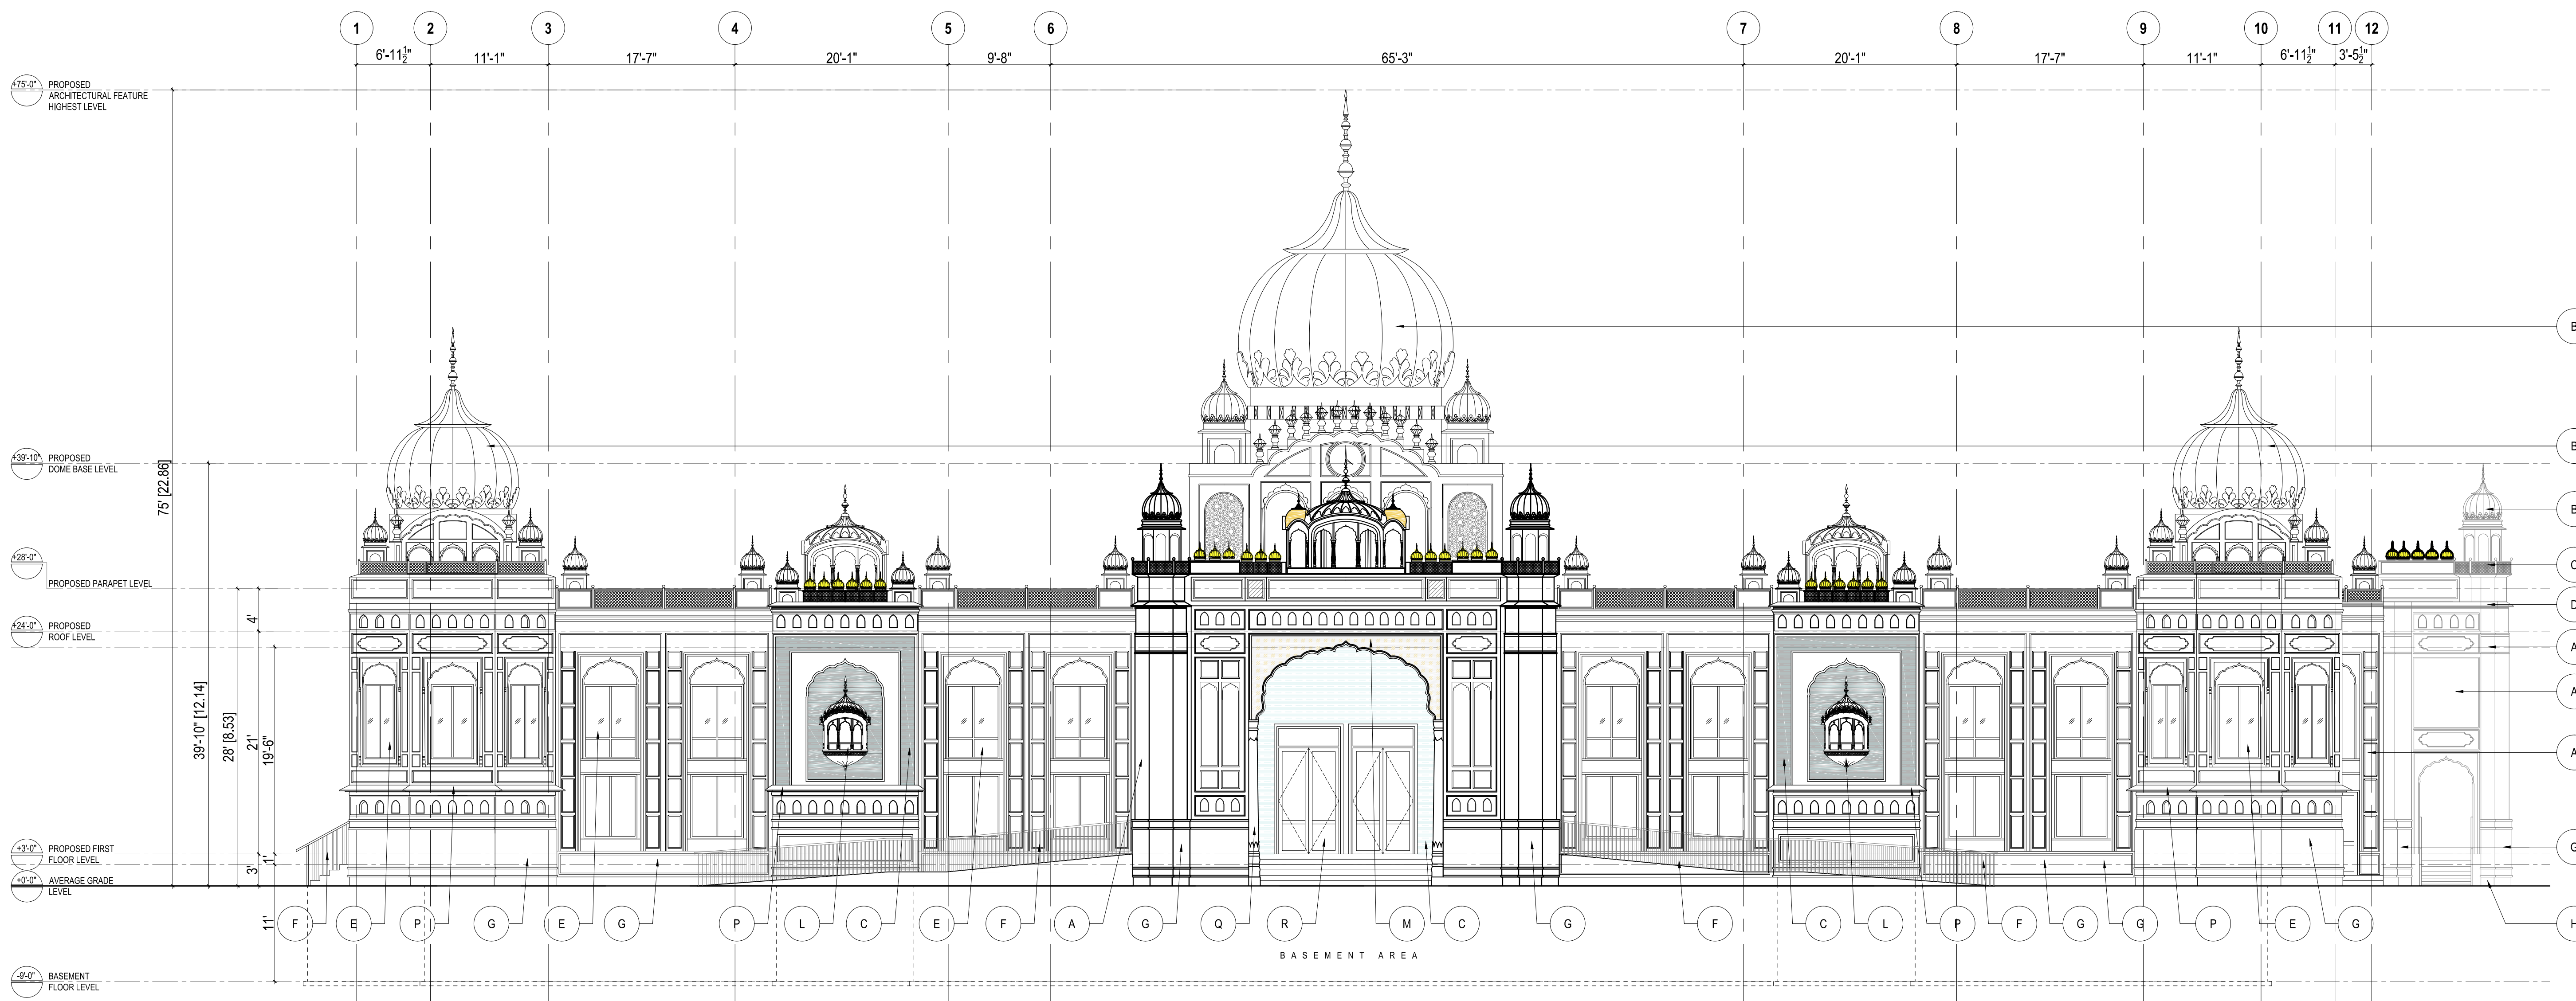 1 2 3 4 5 6 7 8 9 10 11 12
6'-11½" 11'-1" 17'-7" 20'-1" 9'-8" 65'-3" 20'-1" 17'-7" 11'-1" 6'-11½" 3'-5½"
+75'-0" PROPOSED
ARCHITECTURAL FEATURE
HIGHEST LEVEL
B
B
+39'-10" PROPOSED
DOME BASE LEVEL
75' [22.86]
B
+28'-0"
C
PROPOSED PARAPET LEVEL
D
4'
+24'-0" PROPOSED
ROOF LEVEL
A
A
39'-10" [12.14]
28' [8.53]
21'
19'-6"
A
+3'-0" PROPOSED FIRST
FLOOR LEVEL
G
1'
3'
+0'-0" AVERAGE GRADE
LEVEL
11'
F E P G E G P L C E F A G Q R M C G F C L P F G G P E G H
BASEMENT AREA
-9'-0" BASEMENT
FLOOR LEVEL